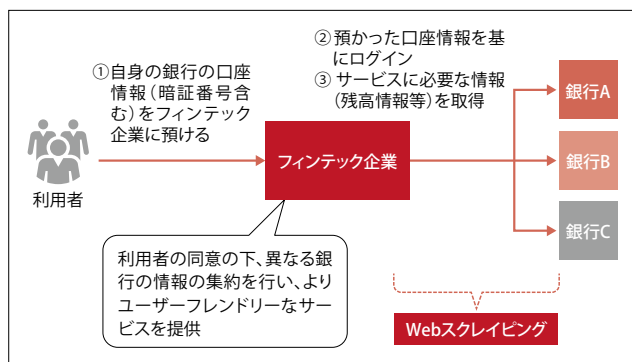 ①自身の銀行の口座
情報(暗証番号含
む)をフィンテック
企業に預ける
②預かった口座情報を基
にログイン
③ サービスに必要な情報
(残高情報等)を取得
利用者
フィンテック企業
銀行A
銀行B
銀行C
利用者の同意の下、異なる銀
行の情報の集約を行い、より
ユーザーフレンドリーなサー
ビスを提供
Webスクレイピング